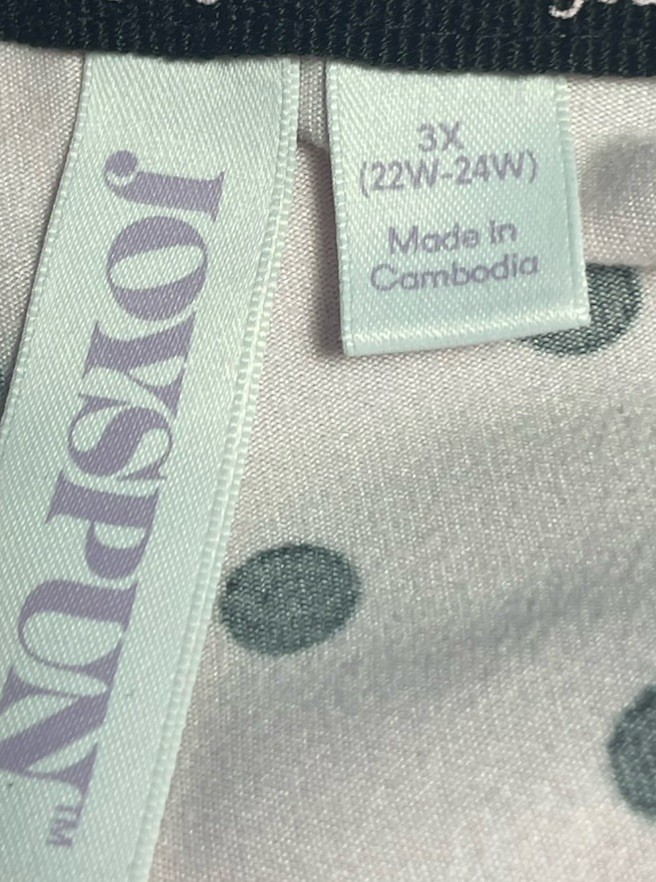 JOYSPUN™
3X
(22W-24W)
Made in
Cambodia